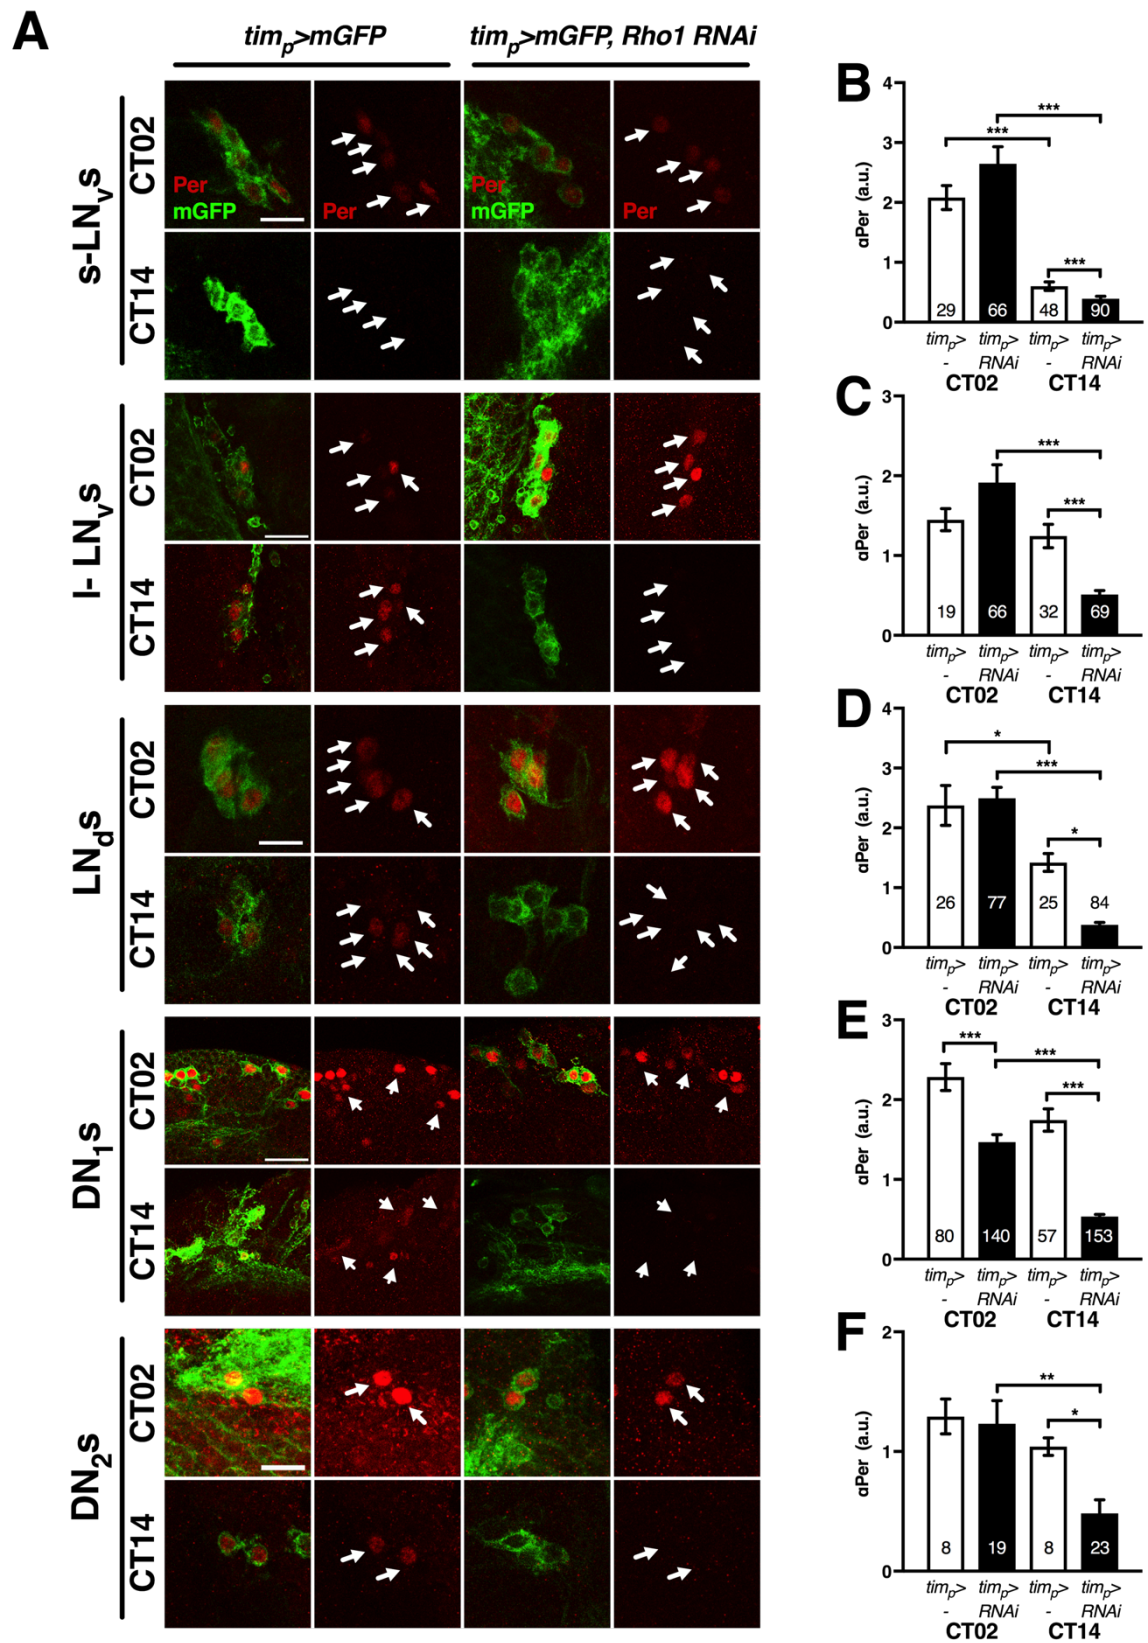 A
timp>mGFP
timp>mGFP, Rho1 RNAi
s-LNvs
CT02
Per
mGFP
Per
Per
mGFP
Per
CT14
l- LNvs
CT02
CT14
LNds
CT02
CT14
DN1s
CT02
CT14
DN2s
CT02
CT14
B
αPer (a.u.)
4
3
2
1
0
***
***
***
29 66 48 90
timp> timp> timp> timp>
- RNAi - RNAi
CT02 CT14
C
αPer (a.u.)
3
2
1
0
***
***
19 66 32 69
timp> timp> timp> timp>
- RNAi - RNAi
CT02 CT14
D
αPer (a.u.)
4
3
2
1
0
*
***
*
26 77 25 84
timp> timp> timp> timp>
- RNAi - RNAi
CT02 CT14
E
αPer (a.u.)
3
2
1
0
***
***
***
80 140 57 153
timp> timp> timp> timp>
- RNAi - RNAi
CT02 CT14
F
αPer (a.u.)
2
1
0
**
*
8 19 8 23
timp> timp> timp> timp>
- RNAi - RNAi
CT02 CT14